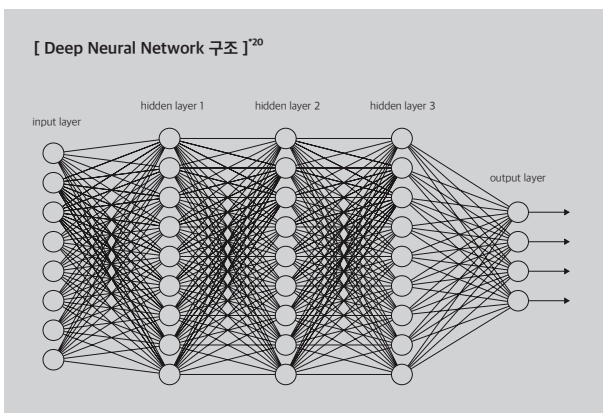 [ Deep Neural Network 구조 ]*20
hidden layer 1 hidden layer 2 hidden layer 3
input layer
output layer